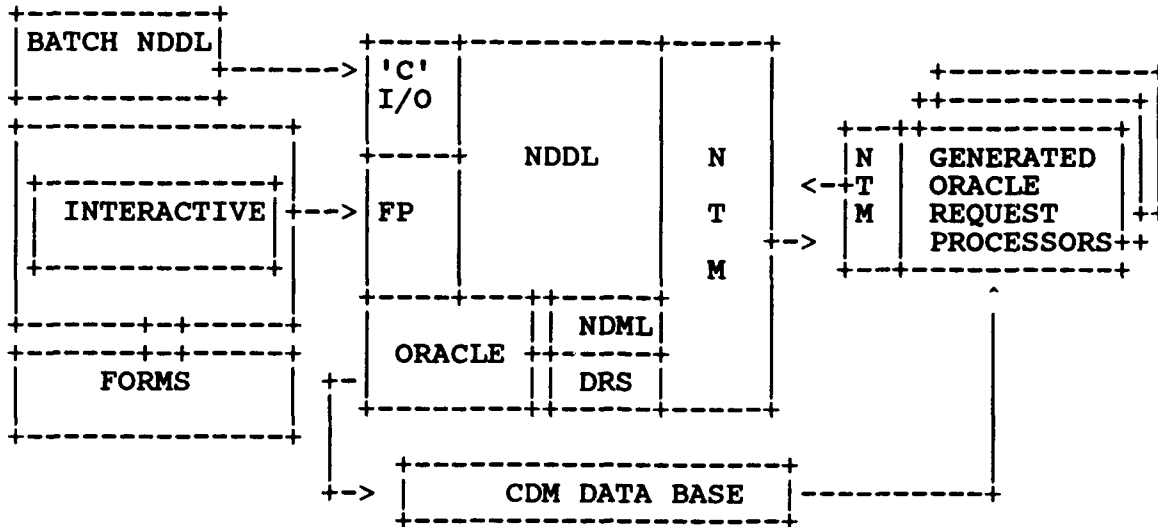 BATCH NDDL
'C'
I/O
NDDL
N
T
M
INTERACTIVE
FP
ORACLE
NDML
DRS
FORMS
N
T
M
GENERATED
ORACLE
REQUEST
PROCESSORS
CDM DATA BASE